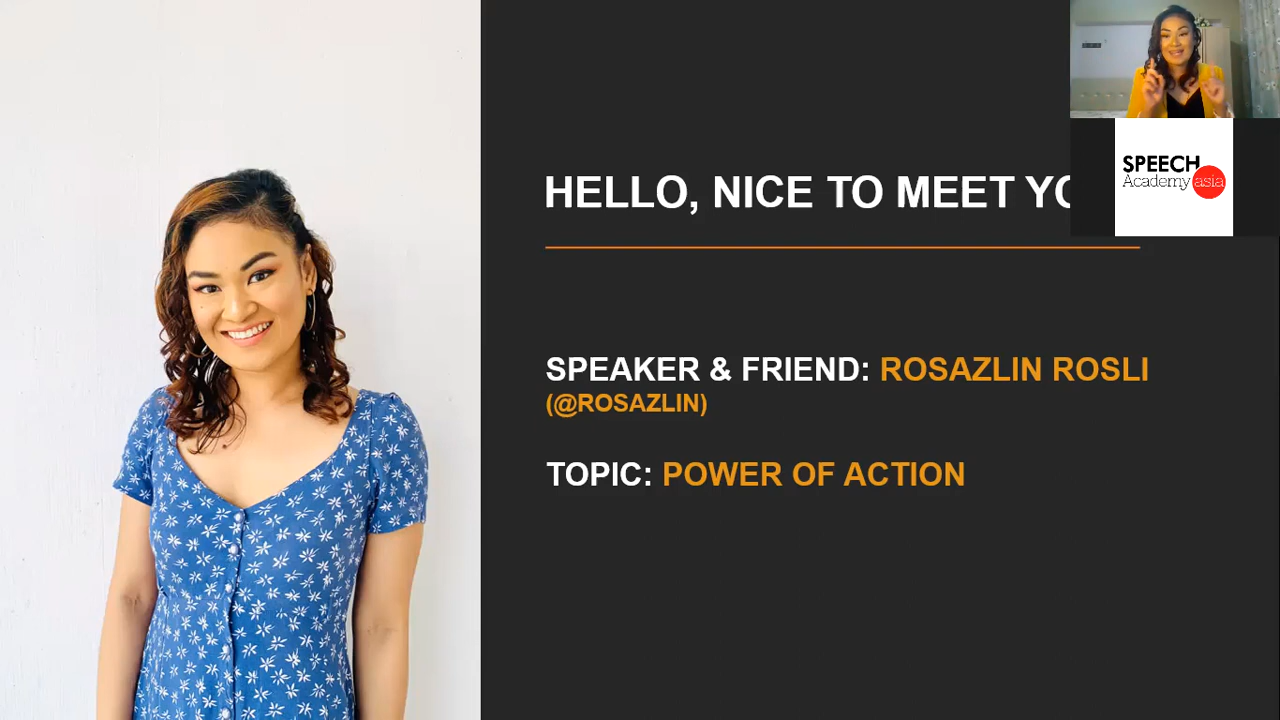 HELLO, NICE TO MEET YO
SPEAKER & FRIEND: ROSAZLIN ROSLI
(@ROSAZLIN)
TOPIC: POWER OF ACTION
SPEECH
Academy asia